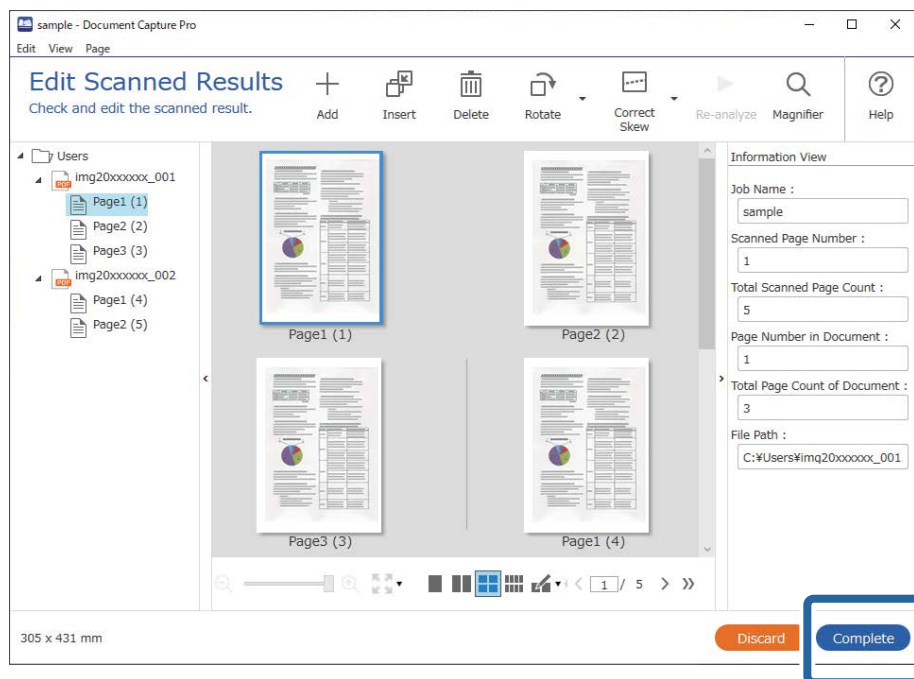 sample - Document Capture Pro
Edit View Page
Edit Scanned Results
Check and edit the scanned result.
Add
Insert
Delete
Rotate
Correct
Skew
Re-analyze
Magnifier
Help
Users
PDF
img20xxxxxx_001
Page1 (1)
Page2 (2)
Page3 (3)
PDF
img20xxxxxx_002
Page1 (4)
Page2 (5)
Page1 (1)
Page2 (2)
Page3 (3)
Page1 (4)
Information View
Job Name :
sample
Scanned Page Number :
1
Total Scanned Page Count :
5
Page Number in Document :
1
Total Page Count of Document :
3
File Path :
C:¥Users¥img20xxxxxx_001
1 / 5
305 x 431 mm
Discard
Complete